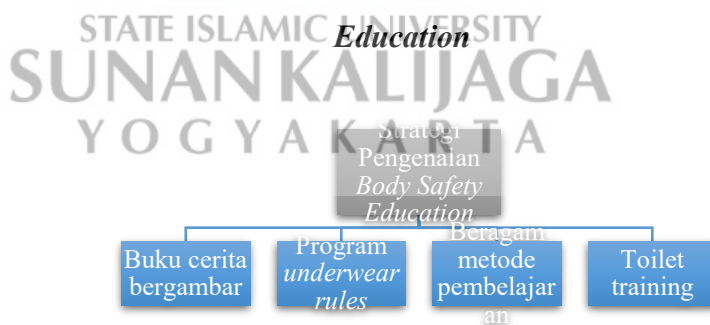 STATE ISLAMIC UNIVERSITY
Education
SUNAN KALIJAGA
YOGYAKARTA
Strategi
Pengenalan
Body Safety
Education
Buku cerita
bergambar
Program
underwear
rules
Beragam
metode
pembelajar
an
Toilet
training